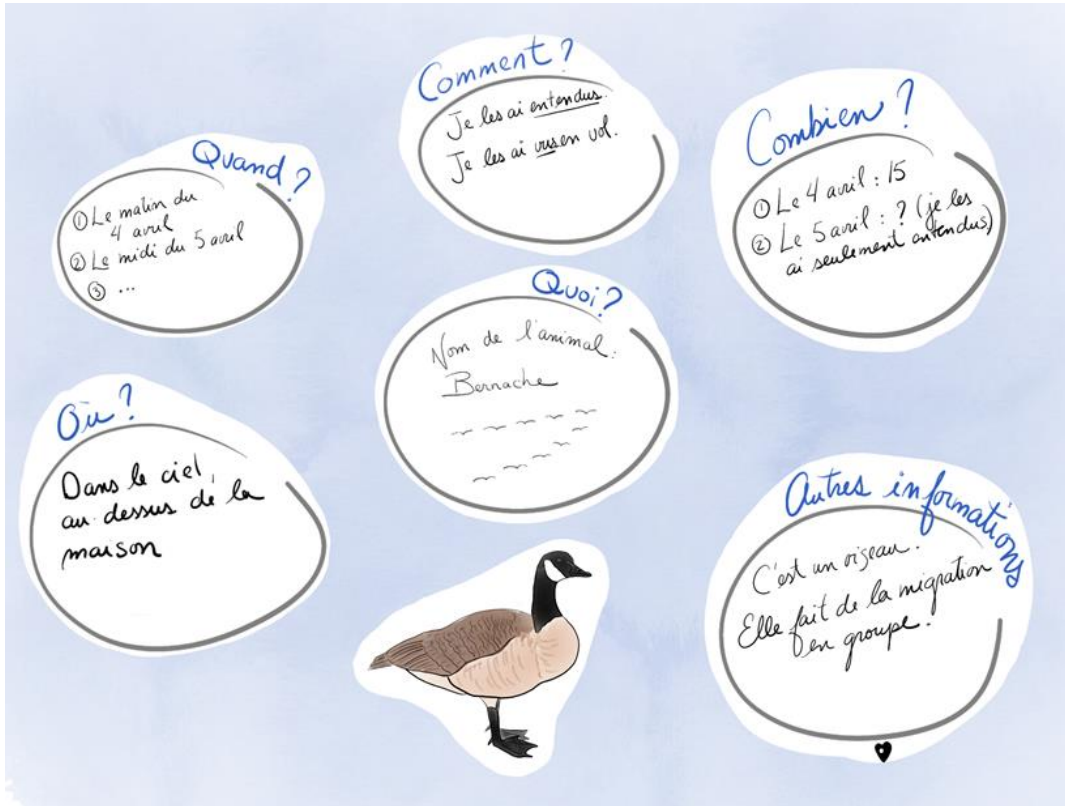 Comment ?
Je les ai entendus.
Je les ai vus en vol.
Combien ?
① Le 4 avril : 15
② Le 5 avril : ? (je les
ai seulement entendus)
Quand ?
① Le matin du
4 avril
② Le midi du 5 avril
③ ...
Quoi ?
Nom de l'animal :
Bernache
Où ?
Dans le ciel,
au-dessus de la
maison
Autres informations
C'est un oiseau.
Elle fait de la migration
en groupe.